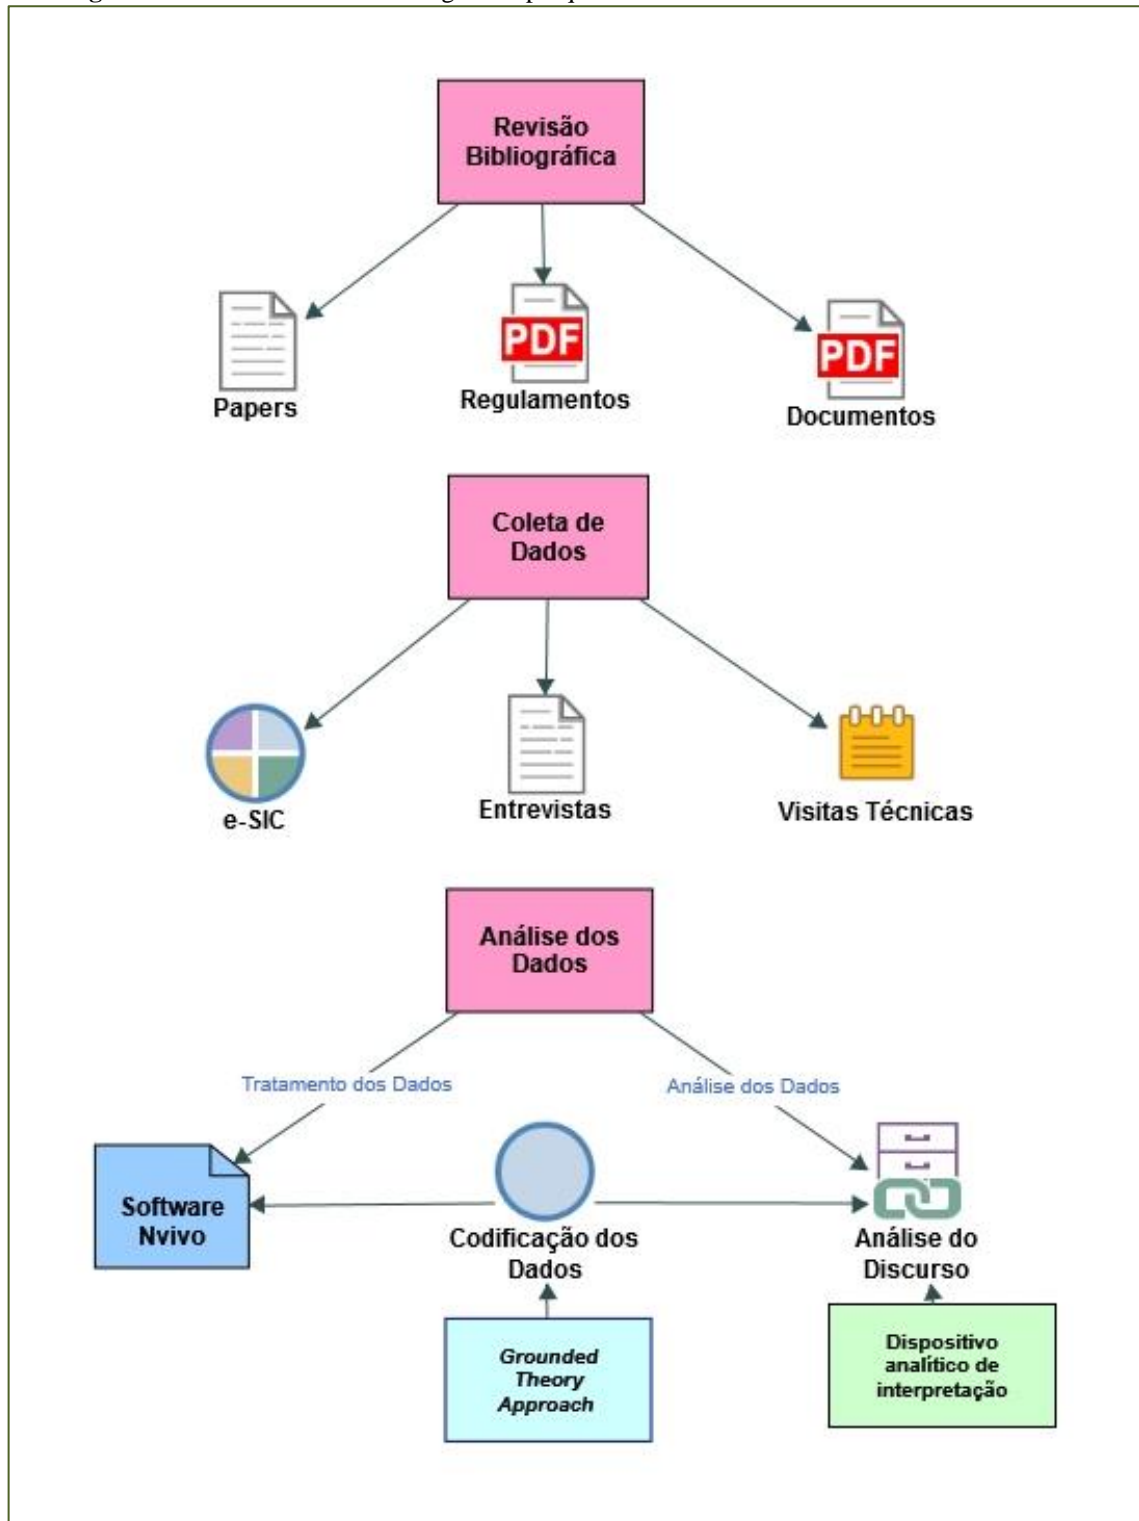 Revisão
Bibliográfica
Papers
Regulamentos
Documentos
PDF
PDF
Coleta de
Dados
e-SIC
Entrevistas
Visitas Técnicas
Análise dos
Dados
Tratamento dos Dados
Análise dos Dados
Software
Nvivo
Codificação dos
Dados
Análise do
Discurso
Grounded
Theory
Approach
Dispositivo
analítico de
interpretação